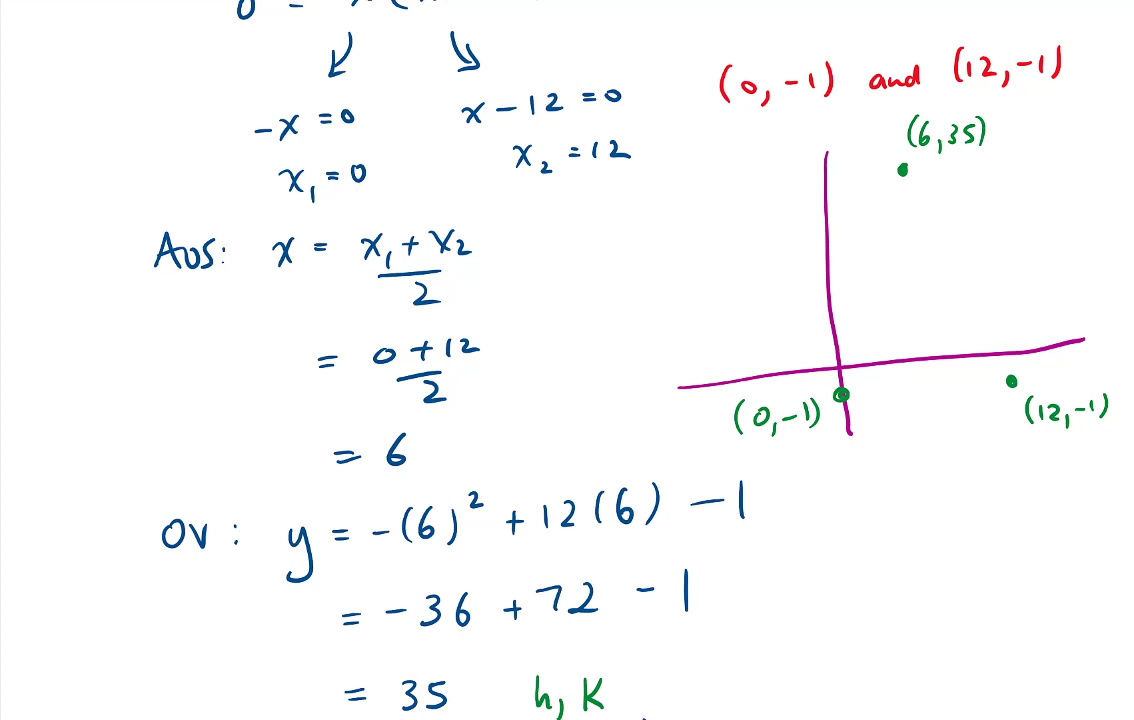 -x = 0
x - 12 = 0
x₁ = 0
x₂ = 12
(0, -1) and (12, -1)
(6, 35)
(0, -1)
(12, -1)
Aos: x = x₁ + x₂
2
= 0 + 12
2
= 6
OV: y = -(6)² + 12(6) - 1
= -36 + 72 - 1
= 35 h, K